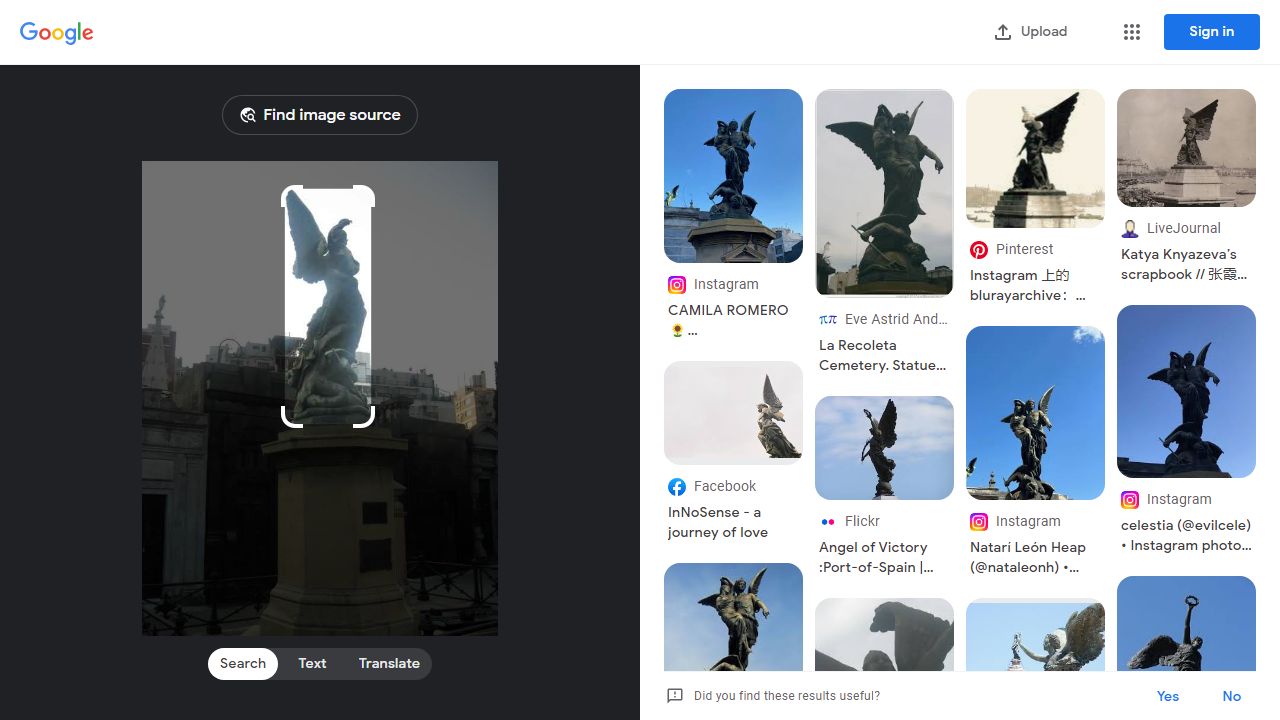 Google
Upload
Sign in
Find image source
Search
Text
Translate
Instagram
CAMILA ROMERO
🌻...
Facebook
InNoSense - a
journey of love
Eve Astrid And...
La Recoleta
Cemetery. Statue...
Flickr
Angel of Victory
:Port-of-Spain |...
Pinterest
Instagram 上的
blurayarchive：...
Instagram
Natarí León Heap
(@nataleonh) •...
LiveJournal
Katya Knyazeva's
scrapbook // 张霞...
Instagram
celestia (@evilcele)
• Instagram photo...
Did you find these results useful?
Yes
No